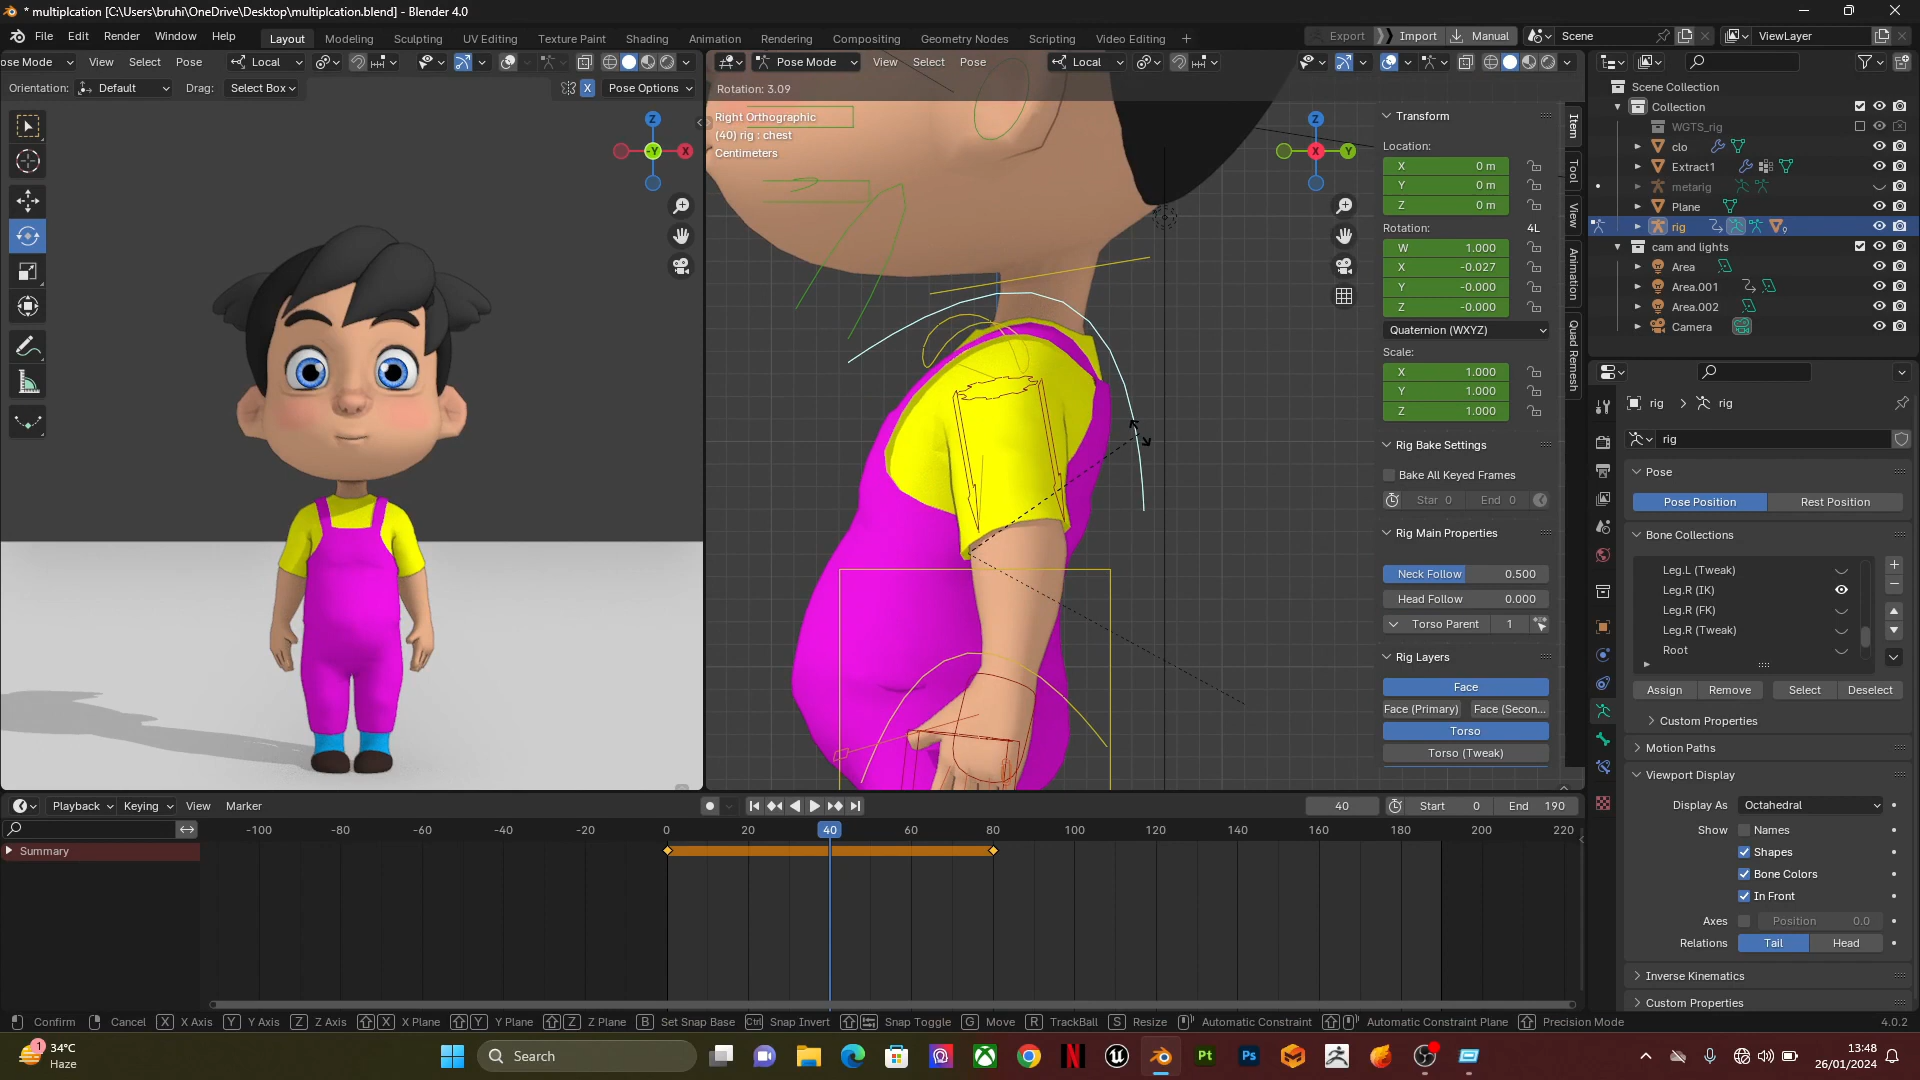 * multiplcation [C:\Users\bruhi\OneDrive\Desktop\multiplcation.blend] - Blender 4.0
File Edit Render Window Help
Layout Modeling Sculpting UV Editing Texture Paint Shading Animation Rendering Compositing Geometry Nodes Scripting Video Editing +
Export Import Manual Scene ViewLayer
ose Mode View Select Pose Local
Pose Mode View Select Pose Local
Orientation: Default Drag: Select Box X Pose Options
Rotation: 3.09
Right Orthographic
(40) rig : chest
Centimeters
Z
-Y
X
Z
X
Y
Transform
Location:
X 0 m
Y 0 m
Z 0 m
Rotation: 4L
W 1.000
X -0.027
Y -0.000
Z -0.000
Quaternion (WXYZ)
Scale:
X 1.000
Y 1.000
Z 1.000
Rig Bake Settings
Bake All Keyed Frames
Star 0 End 0
Rig Main Properties
Neck Follow 0.500
Head Follow 0.000
Torso Parent 1
Rig Layers
Face
Face (Primary) Face (Secon...
Torso
Torso (Tweak)
Item
Tool
View
Animation
Quad Remesh
Scene Collection
Collection
WGTS_rig
clo
Extract1
metarig
Plane
rig
cam and lights
Area
Area.001
Area.002
Camera
rig rig
rig
Pose
Pose Position Rest Position
Bone Collections
Leg.L (Tweak)
Leg.R (IK)
Leg.R (FK)
Leg.R (Tweak)
Root
Assign Remove Select Deselect
Custom Properties
Motion Paths
Viewport Display
Display As Octahedral
Show Names
Shapes
Bone Colors
In Front
Axes Position 0.0
Relations Tail Head
Inverse Kinematics
Custom Properties
Playback Keying View Marker
40 Start 0 End 190
-100 -80 -60 -40 -20 0 20 40 60 80 100 120 140 160 180 200 220
Summary
Confirm Cancel X X Axis Y Y Axis Z Z Axis X X Plane Y Y Plane Z Z Plane B Set Snap Base Ctrl Snap Invert Snap Toggle G Move R TrackBall S Resize Automatic Constraint Automatic Constraint Plane Precision Mode 4.0.2
1
34°C
Haze
Search
N
Pt
Ps
13:48
26/01/2024